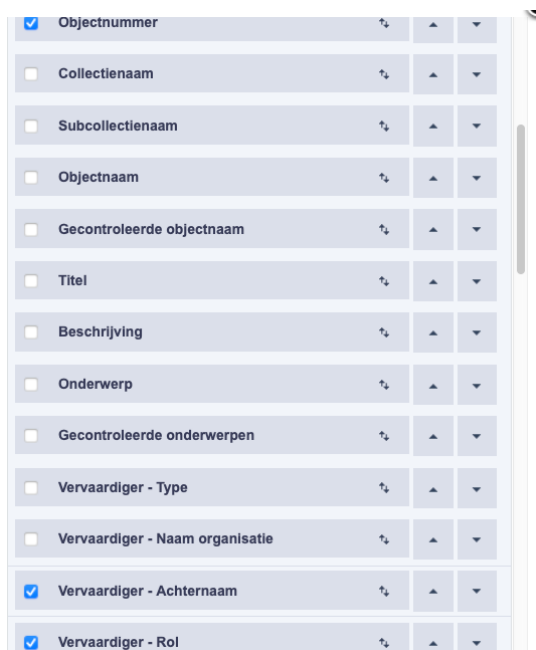 Objectnummer
Collectienaam
Subcollectienaam
Objectnaam
Gecontroleerde objectnaam
Titel
Beschrijving
Onderwerp
Gecontroleerde onderwerpen
Vervaardiger - Type
Vervaardiger - Naam organisatie
Vervaardiger - Achternaam
Vervaardiger - Rol